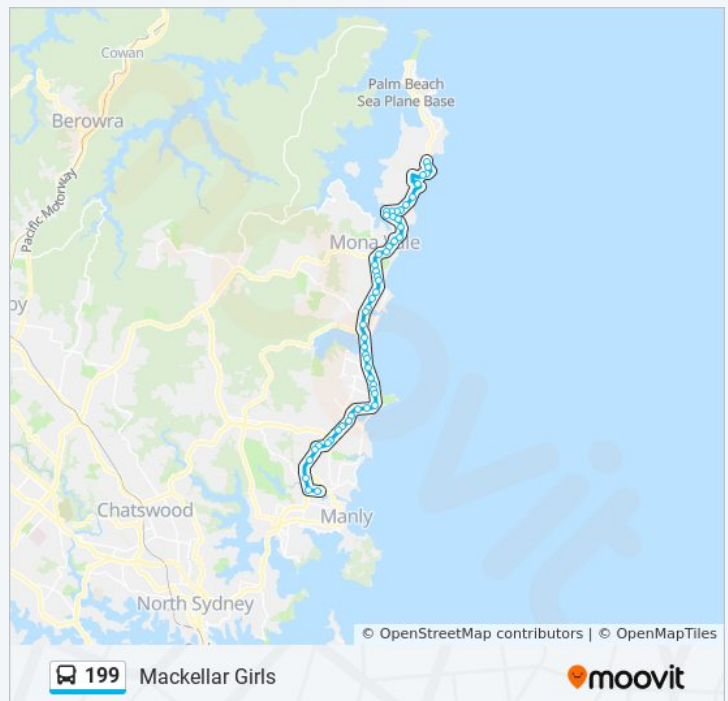 Cowan
Palm Beach
Sea Plane Base
Berowra
Pacific Motorway
Mona Vale
by
Chatswood
Manly
North Sydney
© OpenStreetMap contributors | © OpenMapTiles
199 Mackellar Girls
moovit